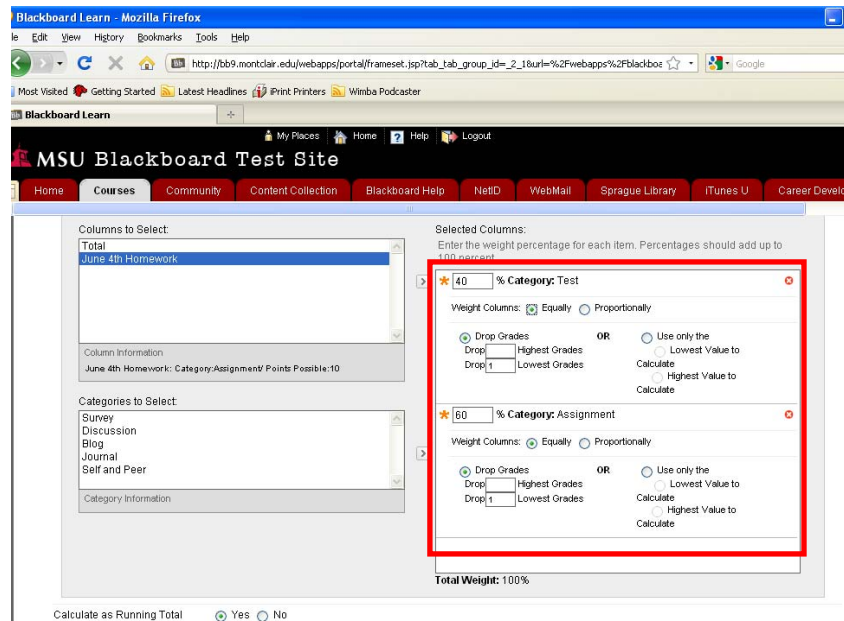 Blackboard Learn - Mozilla Firefox
le Edit View History Bookmarks Tools Help
http://bb9.montclair.edu/webapps/portal/frameset.jsp?tab_tab_group_id=_2_1&url=%2Fwebapps%2Fblackboa Google
Most Visited Getting Started Latest Headlines iPrint Printers Wimba Podcaster
Blackboard Learn
My Places Home ? Help Logout
MSU Blackboard Test Site
Home Courses Community Content Collection Blackboard Help NetID WebMail Sprague Library iTunes U Career Develo
Columns to Select:
Total
June 4th Homework
Column Information
June 4th Homework: Category:Assignment/ Points Possible:10
Categories to Select:
Survey
Discussion
Blog
Journal
Self and Peer
Category Information
Selected Columns:
Enter the weight percentage for each item. Percentages should add up to
100 percent
40 % Category: Test
Weight Columns: Equally Proportionally
Drop Grades OR Use only the
Drop Highest Grades Lowest Value to
Drop 1 Lowest Grades Calculate
Highest Value to
Calculate
60 % Category: Assignment
Weight Columns: Equally Proportionally
Drop Grades OR Use only the
Drop Highest Grades Lowest Value to
Drop 1 Lowest Grades Calculate
Highest Value to
Calculate
Total Weight: 100%
Calculate as Running Total Yes No